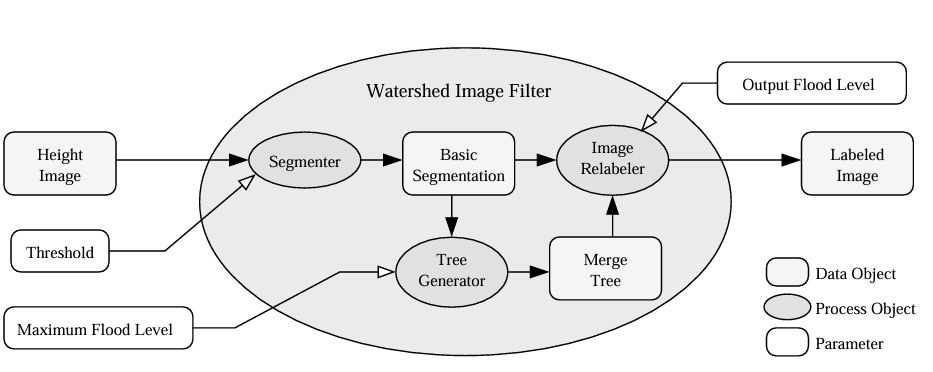 Watershed Image Filter
Output Flood Level
Height
Image
Segmenter
Basic
Segmentation
Image
Relabeler
Labeled
Image
Threshold
Tree
Generator
Merge
Tree
Maximum Flood Level
Data Object
Process Object
Parameter